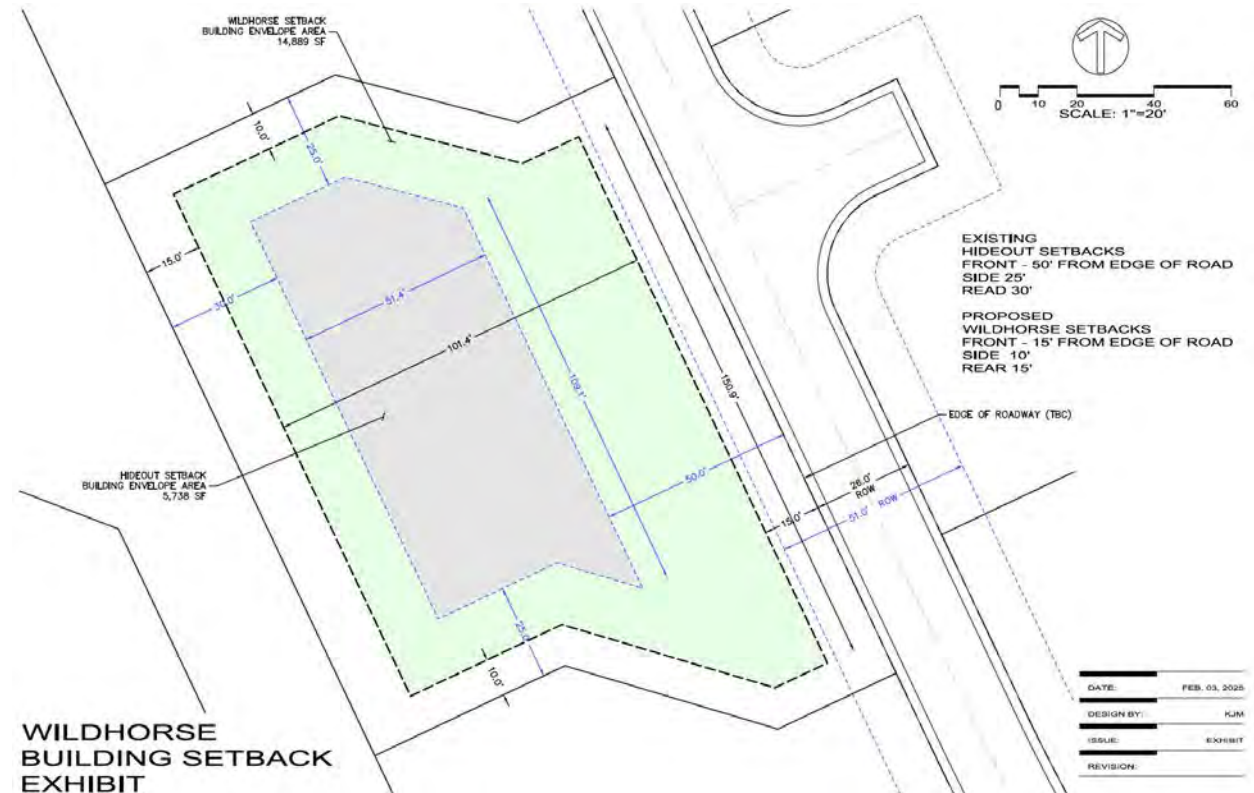 WILDHORSE SETBACK
BUILDING ENVELOPE AREA
14,889 SF
10.0'
25.0'
15.0'
30.0'
51.4'
101.4'
109.1'
150.9'
50.0'
HIDEOUT SETBACK
BUILDING ENVELOPE AREA
5,738 SF
15.0'
26.0'
ROW
51.0' ROW
EDGE OF ROADWAY (TBC)
25.0'
10.0'
0 10 20 40 60
SCALE: 1"=20'
EXISTING
HIDEOUT SETBACKS
FRONT - 50' FROM EDGE OF ROAD
SIDE 25'
READ 30'
PROPOSED
WILDHORSE SETBACKS
FRONT - 15' FROM EDGE OF ROAD
SIDE 10'
REAR 15'
WILDHORSE
BUILDING SETBACK
EXHIBIT
DATE: FEB. 03, 2025
DESIGN BY: KJM
ISSUE: EXHIBIT
REVISION: